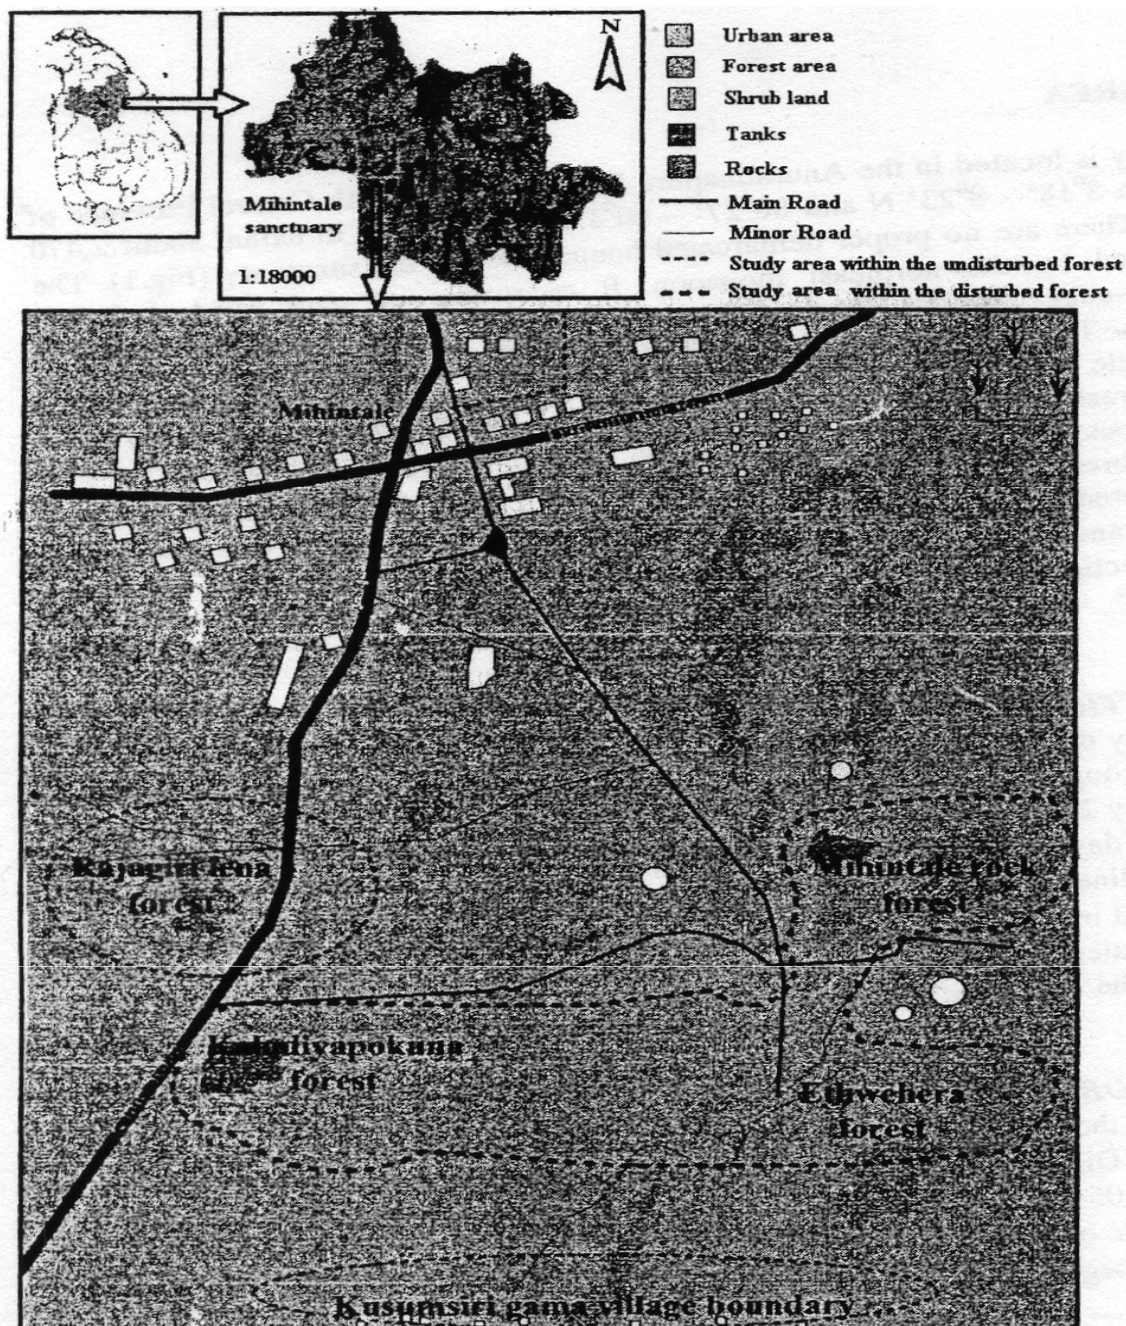 N
Mihintale
sanctuary
1:18000
Urban area
Forest area
Shrub land
Tanks
Rocks
Main Road
Minor Road
Study area within the undisturbed forest
Study area within the disturbed forest
Mihintale
Rajagiri lena
forest
Mihintale rock
forest
Kaludiyapokuna
forest
Ethwehera
forest
Kusumsiri gama village boundary